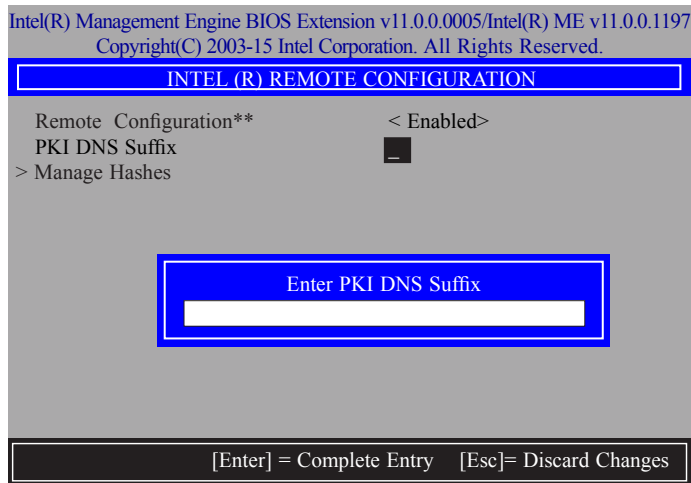 Intel(R) Management Engine BIOS Extension v11.0.0.0005/Intel(R) ME v11.0.0.1197
Copyright(C) 2003-15 Intel Corporation. All Rights Reserved.
INTEL (R) REMOTE CONFIGURATION
Remote Configuration** < Enabled>
PKI DNS Suffix _
> Manage Hashes
Enter PKI DNS Suffix
[Enter] = Complete Entry [Esc]= Discard Changes